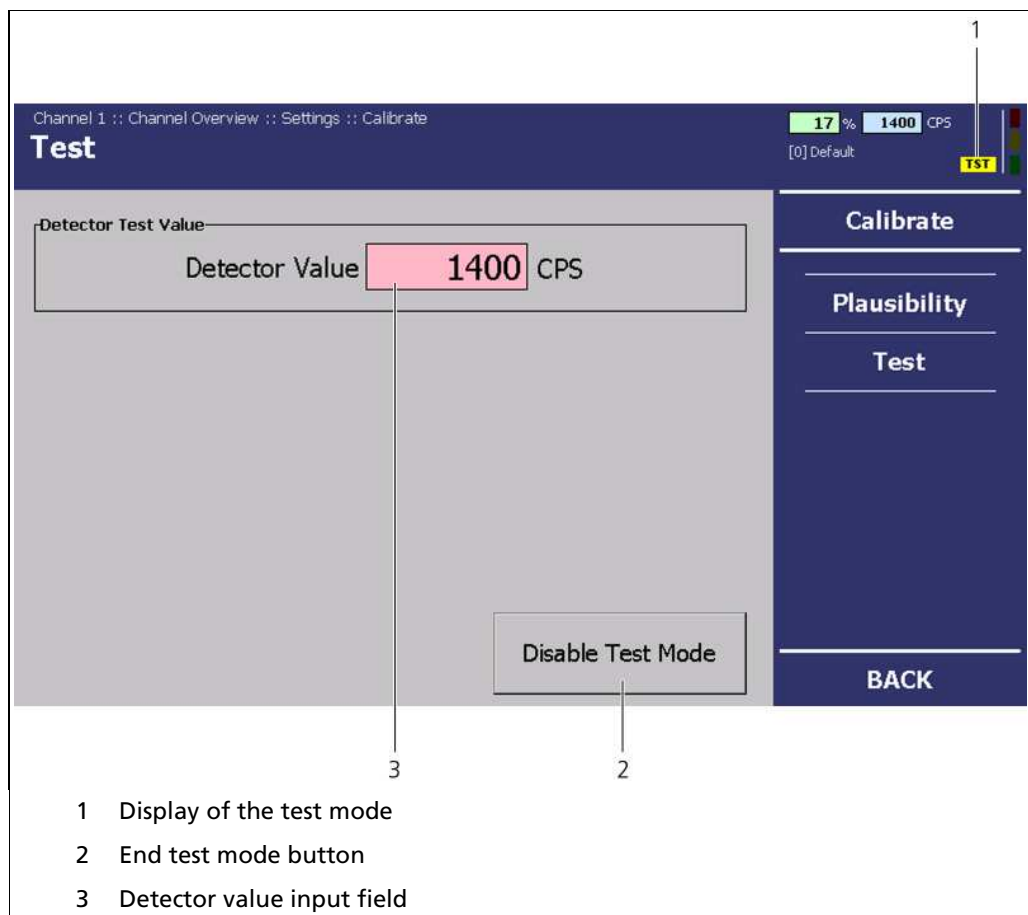 1
Channel 1 :: Channel Overview :: Settings :: Calibrate
Test
17 % 1400 CPS
[0] Default
TST
Detector Test Value
Detector Value 1400 CPS
Calibrate
Plausibility
Test
Disable Test Mode
BACK
3 2
1 Display of the test mode
2 End test mode button
3 Detector value input field